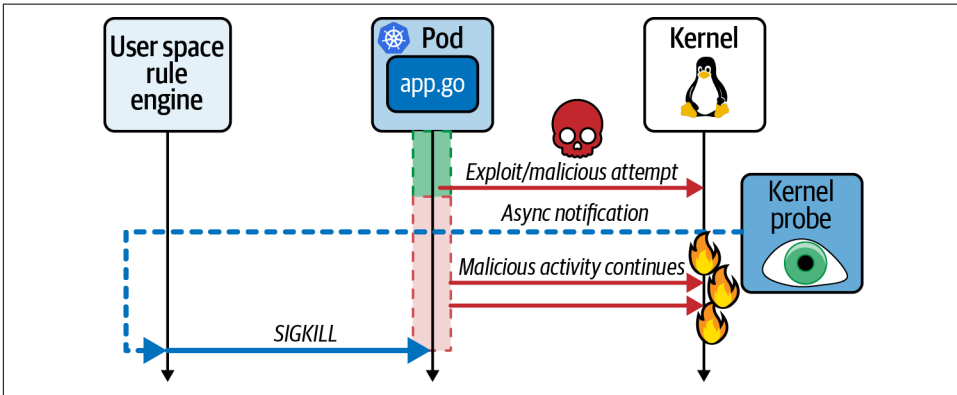 User space
rule
engine
Pod
app.go
Kernel
Exploit/malicious attempt
Kernel
probe
Async notification
Malicious activity continues
SIGKILL